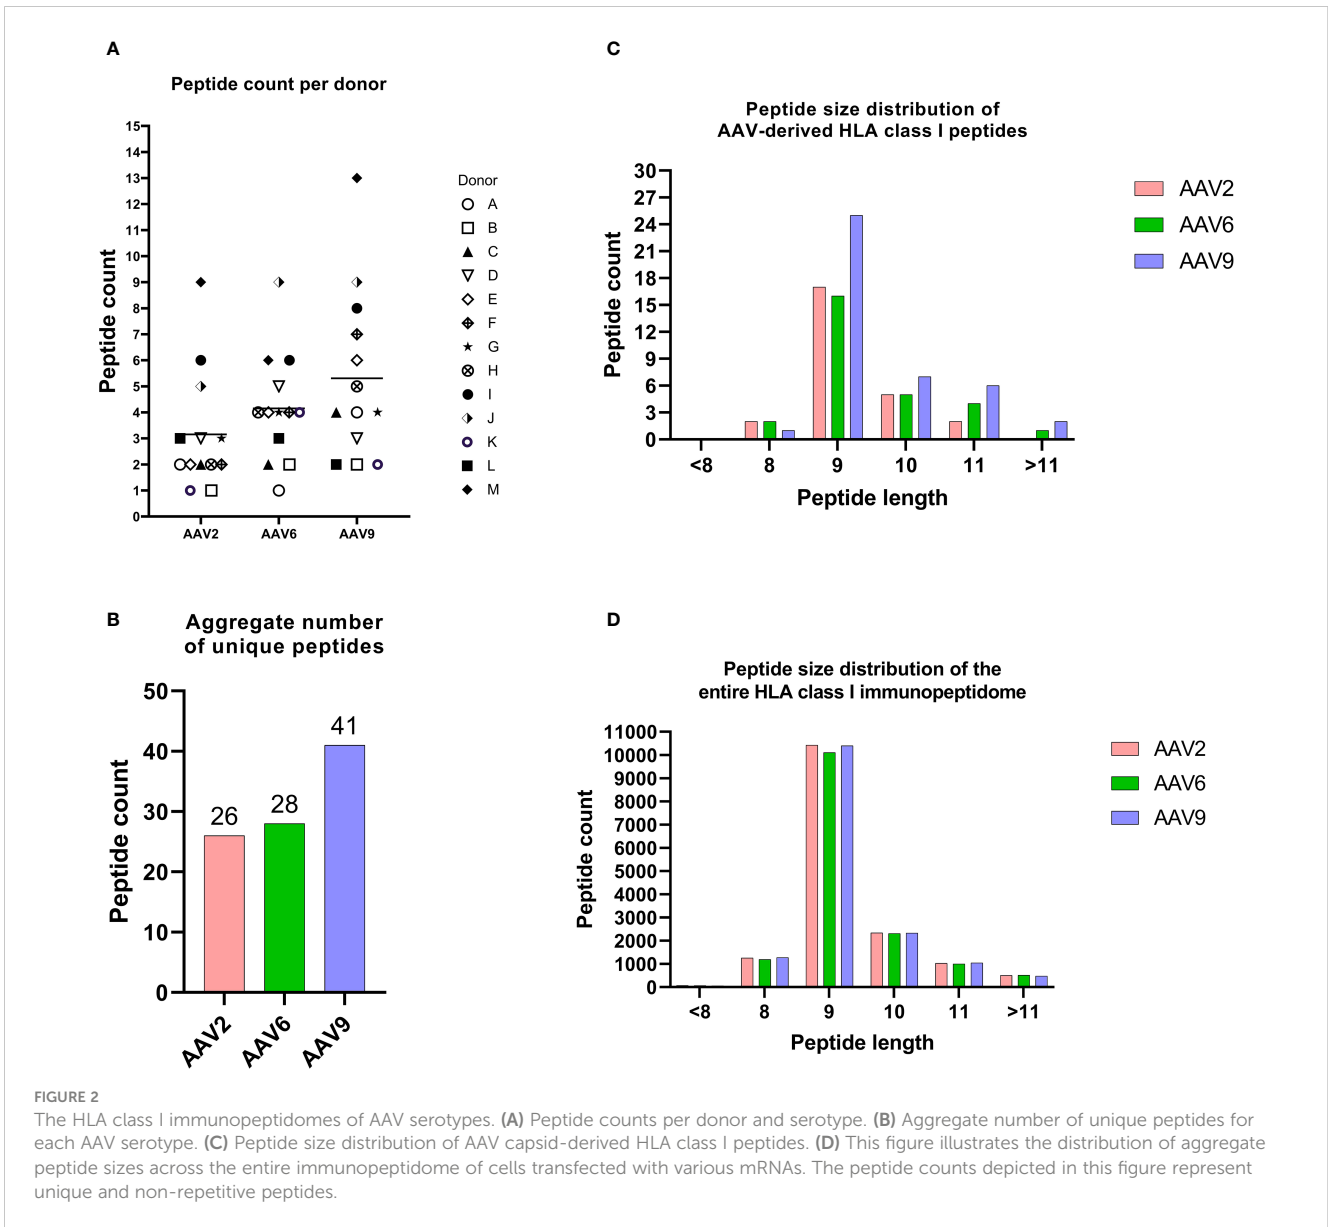 A
Peptide count per donor
Peptide count
15
14
13
12
11
10
9
8
7
6
5
4
3
2
1
0
AAV2 AAV6 AAV9
Donor
A
B
C
D
E
F
G
H
I
J
K
L
M
C
Peptide size distribution of
AAV-derived HLA class I peptides
Peptide count
30
27
24
21
18
15
12
9
6
3
0
<8 8 9 10 11 >11
Peptide length
AAV2
AAV6
AAV9
B
Aggregate number
of unique peptides
Peptide count
50
40
30
20
10
0
26
28
41
AAV2 AAV6 AAV9
D
Peptide size distribution of the
entire HLA class I immunopeptidome
Peptide count
11000
10000
9000
8000
7000
6000
5000
4000
3000
2000
1000
0
<8 8 9 10 11 >11
Peptide length
AAV2
AAV6
AAV9
FIGURE 2
The HLA class I immunopeptidomes of AAV serotypes. (A) Peptide counts per donor and serotype. (B) Aggregate number of unique peptides for
each AAV serotype. (C) Peptide size distribution of AAV capsid-derived HLA class I peptides. (D) This figure illustrates the distribution of aggregate
peptide sizes across the entire immunopeptidome of cells transfected with various mRNAs. The peptide counts depicted in this figure represent
unique and non-repetitive peptides.